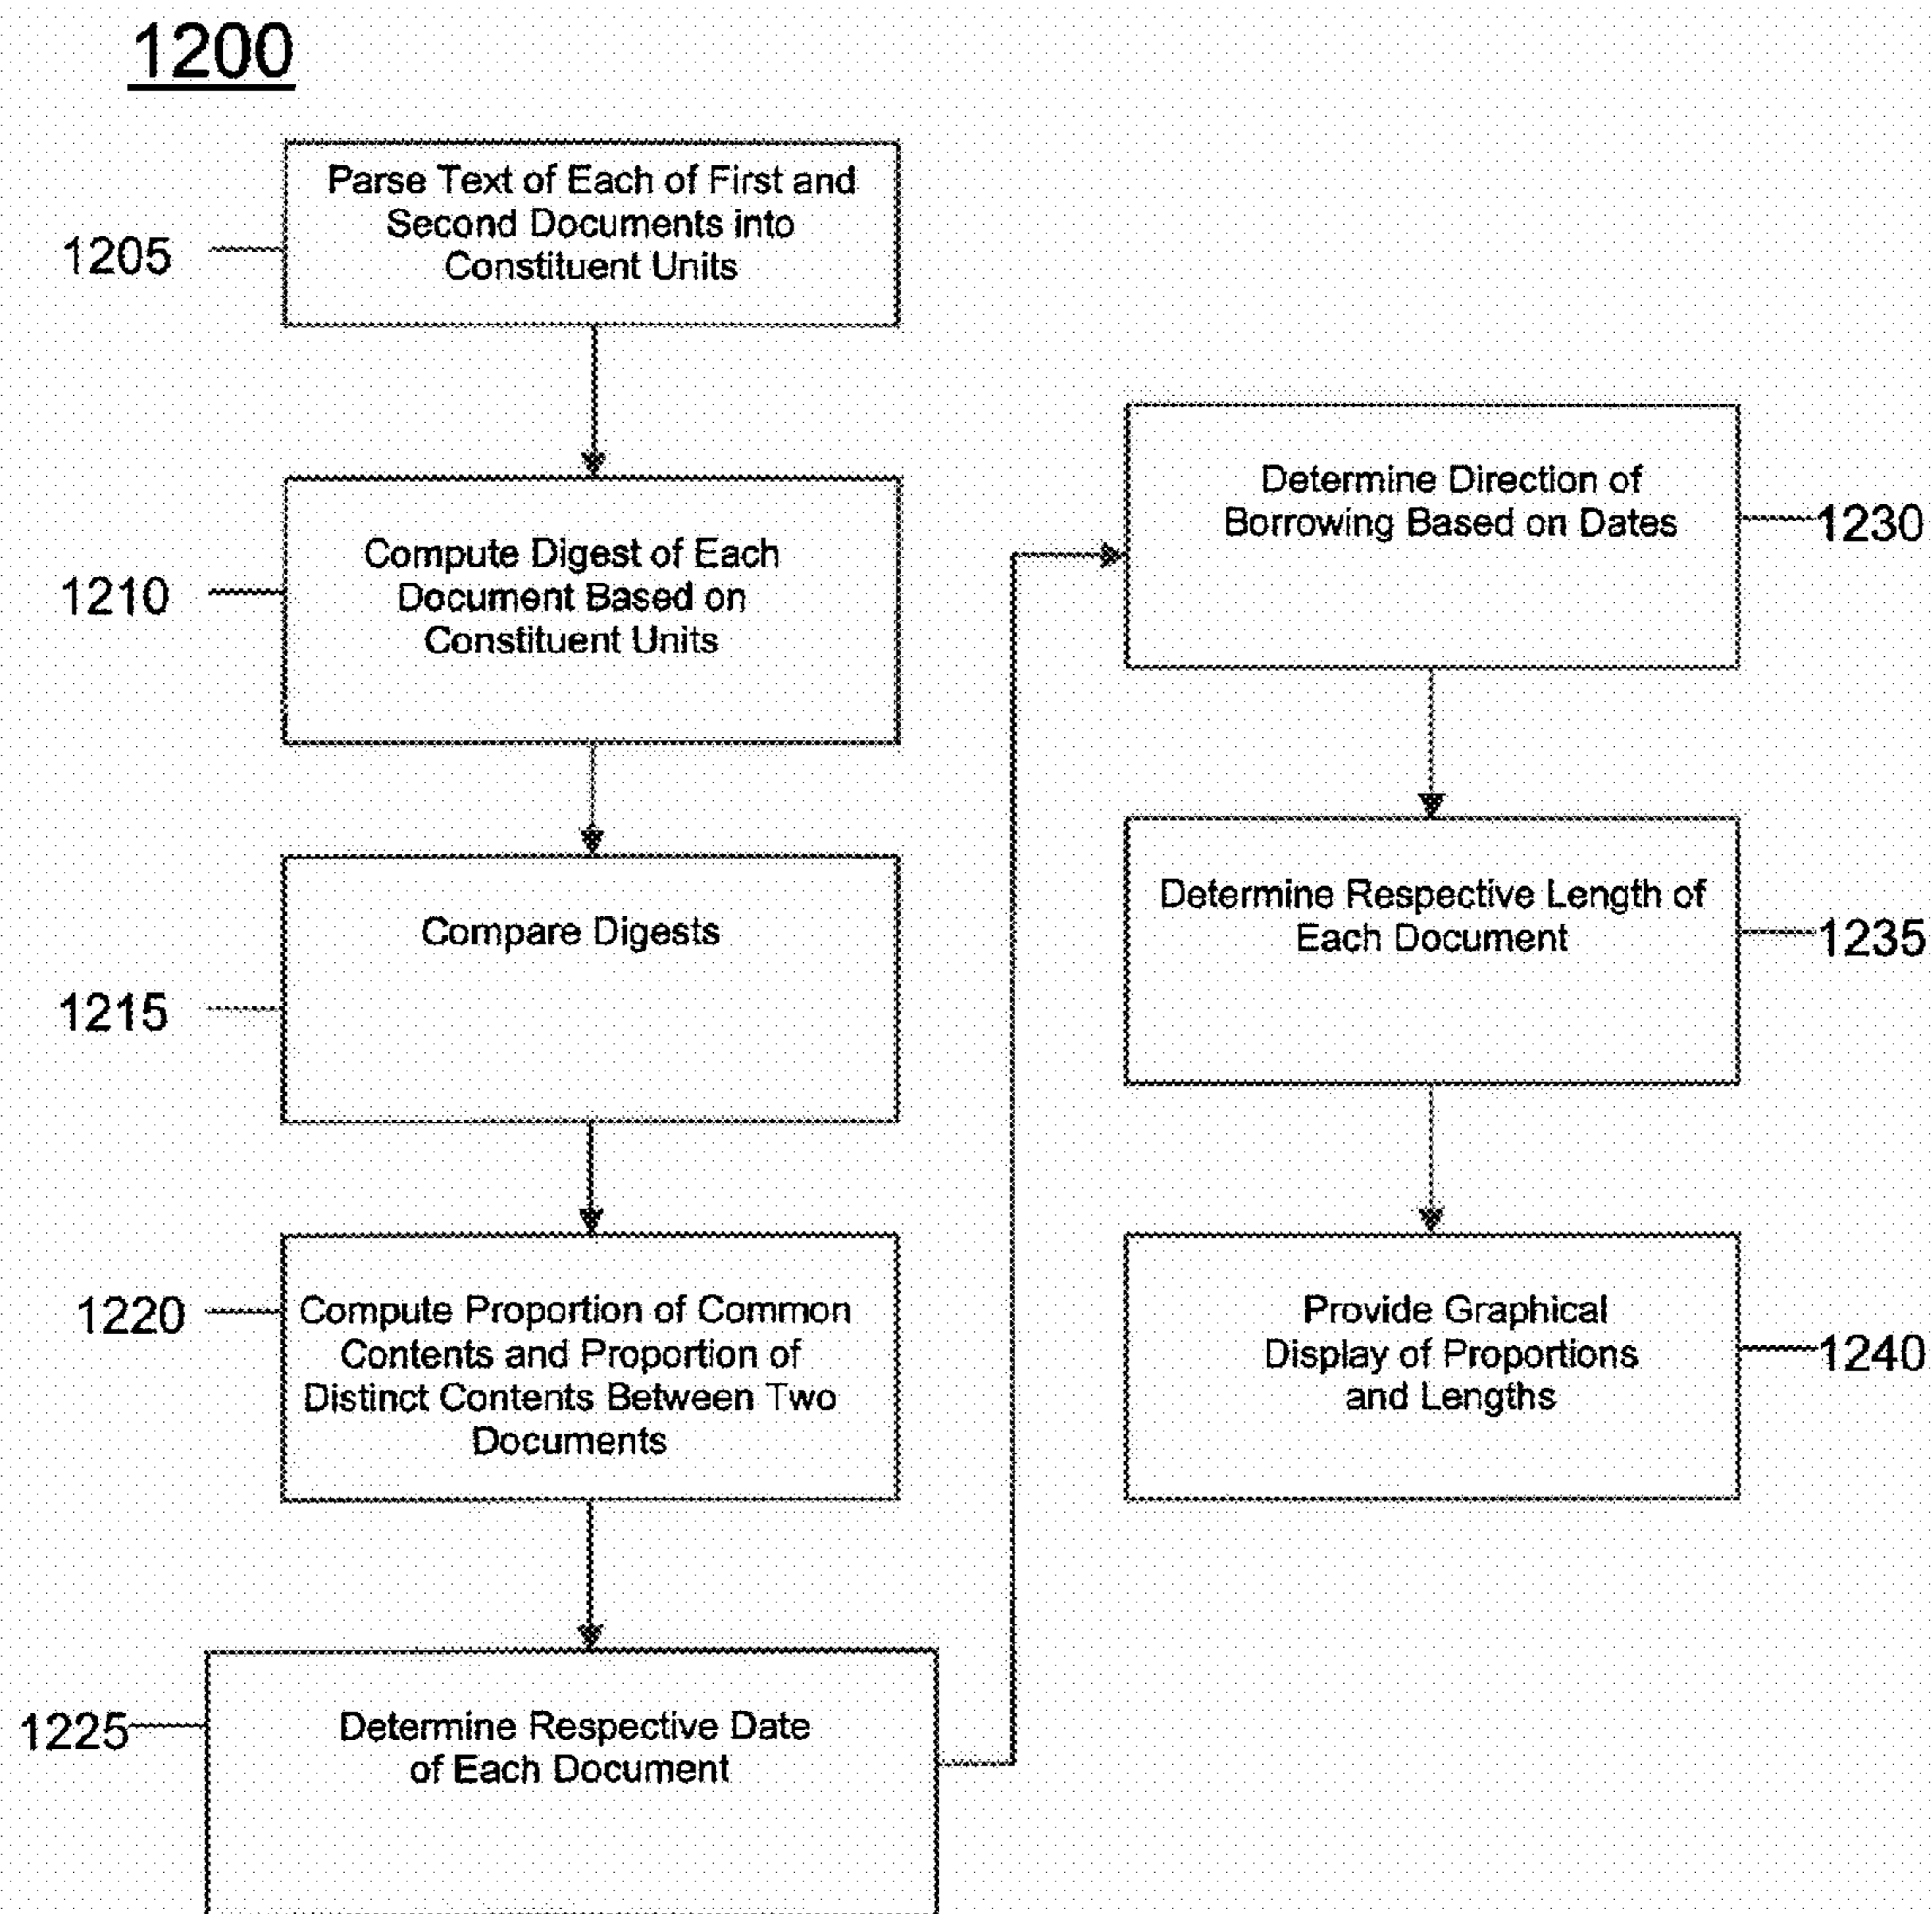 1200
Parse Text of Each of First and
Second Documents into
Constituent Units
1205
Compute Digest of Each
Document Based on
Constituent Units
1210
Compare Digests
1215
Compute Proportion of Common
Contents and Proportion of
Distinct Contents Between Two
Documents
1220
Determine Respective Date
of Each Document
1225
Determine Direction of
Borrowing Based on Dates
1230
Determine Respective Length of
Each Document
1235
Provide Graphical
Display of Proportions
and Lengths
1240